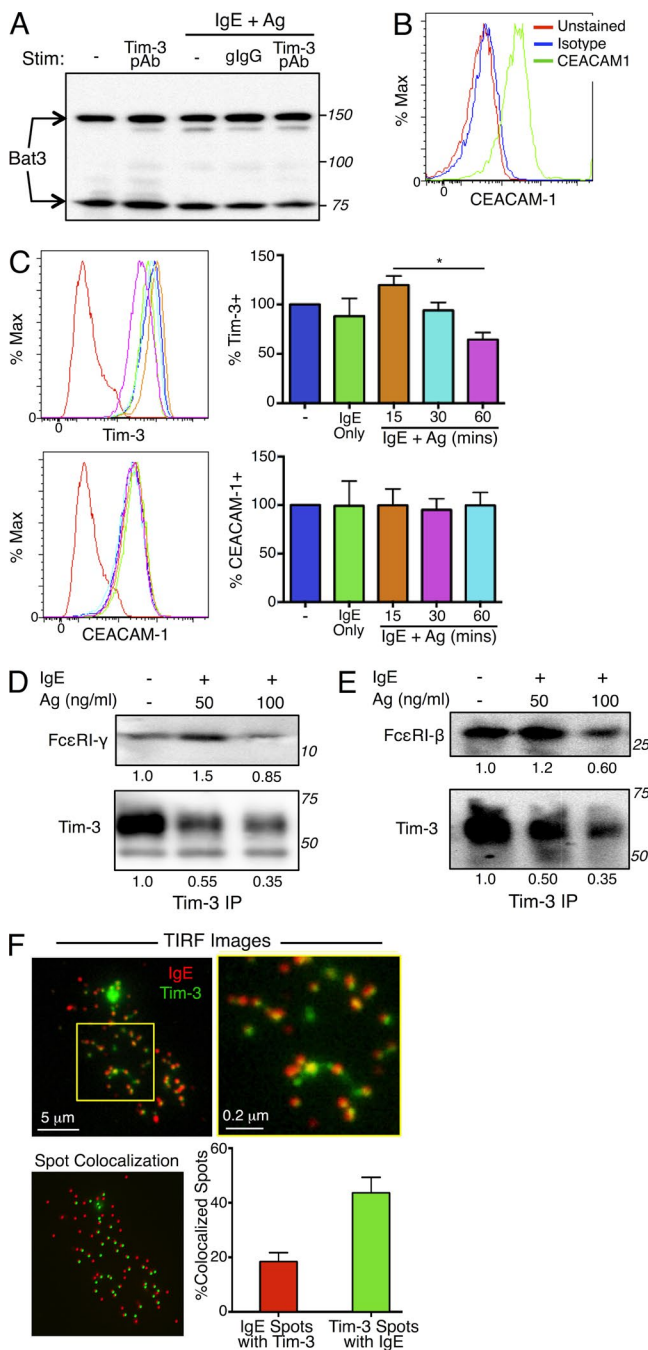 A
IgE + Ag
Stim: - Tim-3 pAb - gIgG Tim-3 pAb
150
Bat3
100
75
B
Unstained
Isotype
CEACAM1
% Max
0
CEACAM-1
C
% Max
0
Tim-3
% Tim-3+
150
100
50
0
- IgE Only 15 30 60
IgE + Ag (mins)
*
% Max
0
CEACAM-1
% CEACAM-1+
150
100
50
0
- IgE Only 15 30 60
IgE + Ag (mins)
D
IgE - + +
Ag (ng/ml) - 50 100
FcεRI-γ
10
1.0 1.5 0.85
75
Tim-3
50
1.0 0.55 0.35
Tim-3 IP
E
IgE - + +
Ag (ng/ml) - 50 100
FcεRI-β
25
1.0 1.2 0.60
75
Tim-3
50
1.0 0.50 0.35
Tim-3 IP
F
TIRF Images
IgE
Tim-3
5 μm
0.2 μm
Spot Colocalization
%Colocalized Spots
60
40
20
0
IgE Spots with Tim-3
Tim-3 Spots with IgE